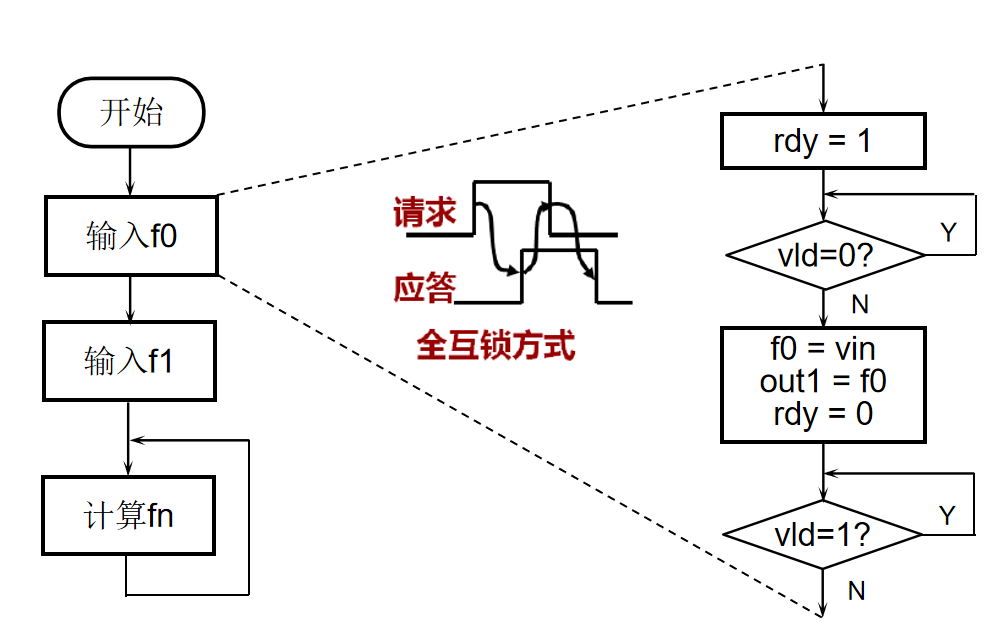 开始
输入f0
输入f1
计算fn
请求
应答
全互锁方式
rdy = 1
vld=0?
Y
N
f0 = vin
out1 = f0
rdy = 0
vld=1?
Y
N